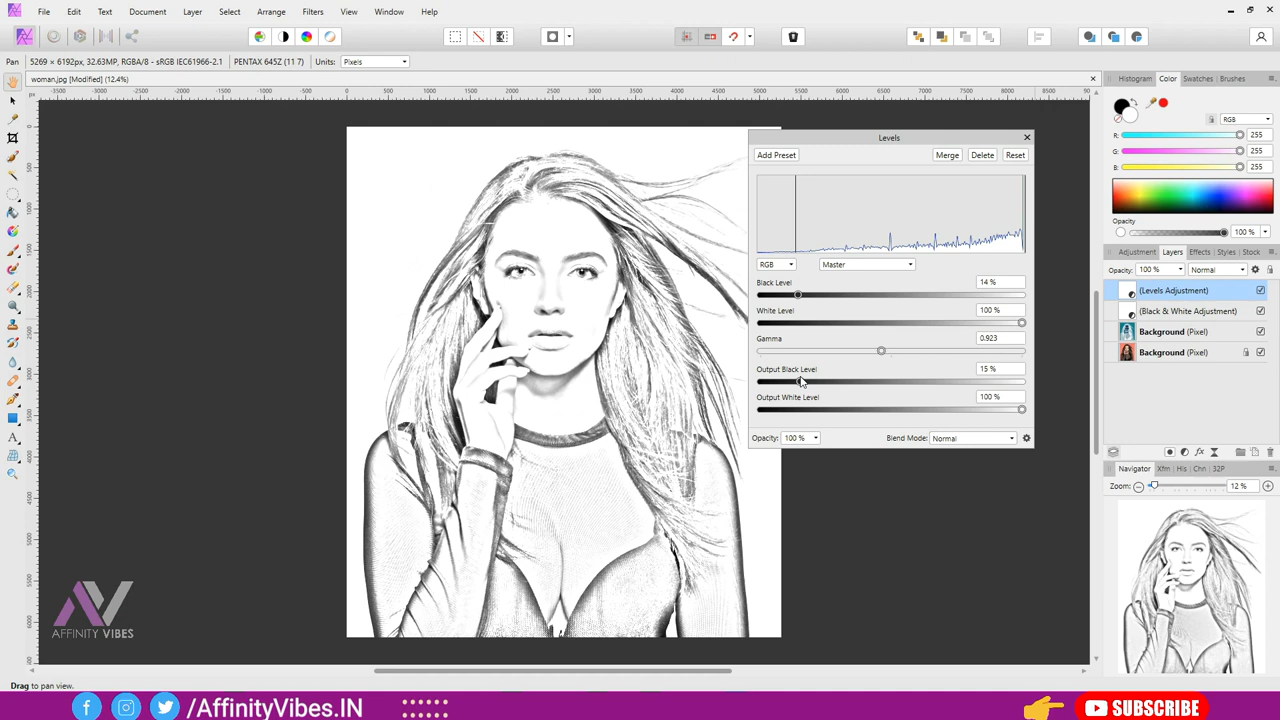 File Edit Text Document Layer Select Arrange Filters View Window Help
Pan 5269 × 6192px, 32.63MP, RGBA/8 - sRGB IEC61966-2.1 PENTAX 645Z (11 7) Units: Pixels
woman.jpg [Modified] (12.4%)
Histogram Color Swatches Brushes
RGB
R: 255
G: 255
B: 255
Opacity
100 %
Adjustment Layers Effects Styles Stock
Opacity: 100 % Normal
(Levels Adjustment)
(Black & White Adjustment)
Background (Pixel)
Background (Pixel)
Navigator Xfm His Chn 32P
Zoom: 12 %
Levels
Add Preset Merge Delete Reset
RGB Master
Black Level 14 %
White Level 100 %
Gamma 0.923
Output Black Level 15 %
Output White Level 100 %
Opacity: 100 % Blend Mode: Normal
AV
AFFINITY VIBES
Drag to pan view.
/AffinityVibes.IN
SUBSCRIBE